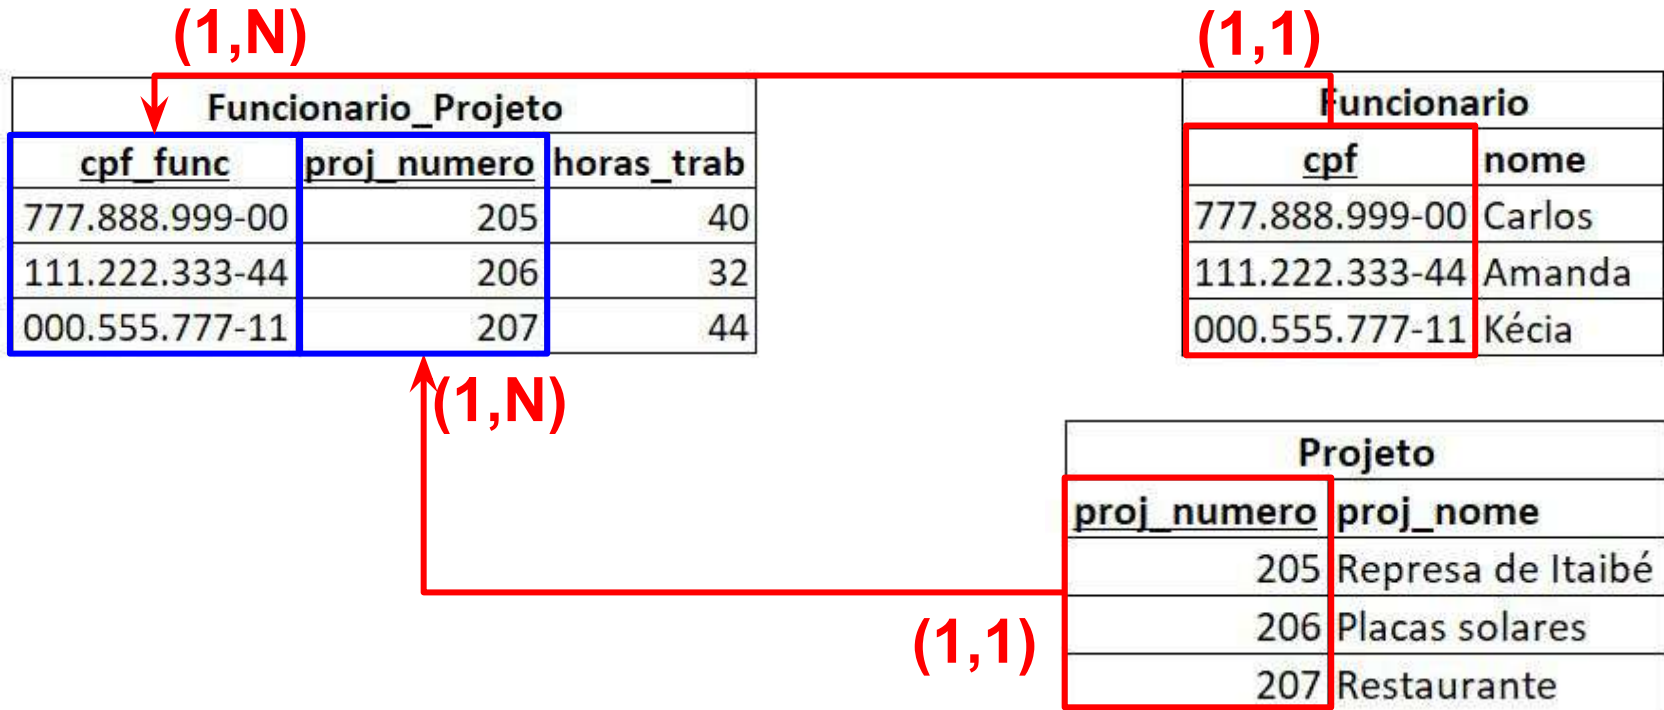 (1,N)
(1,1)
Funcionario_Projeto
cpf_func proj_numero horas_trab
777.888.999-00 205 40
111.222.333-44 206 32
000.555.777-11 207 44
Funcionario
cpf nome
777.888.999-00 Carlos
111.222.333-44 Amanda
000.555.777-11 Kécia
(1,N)
Projeto
proj_numero proj_nome
205 Represa de Itaibé
206 Placas solares
207 Restaurante
(1,1)